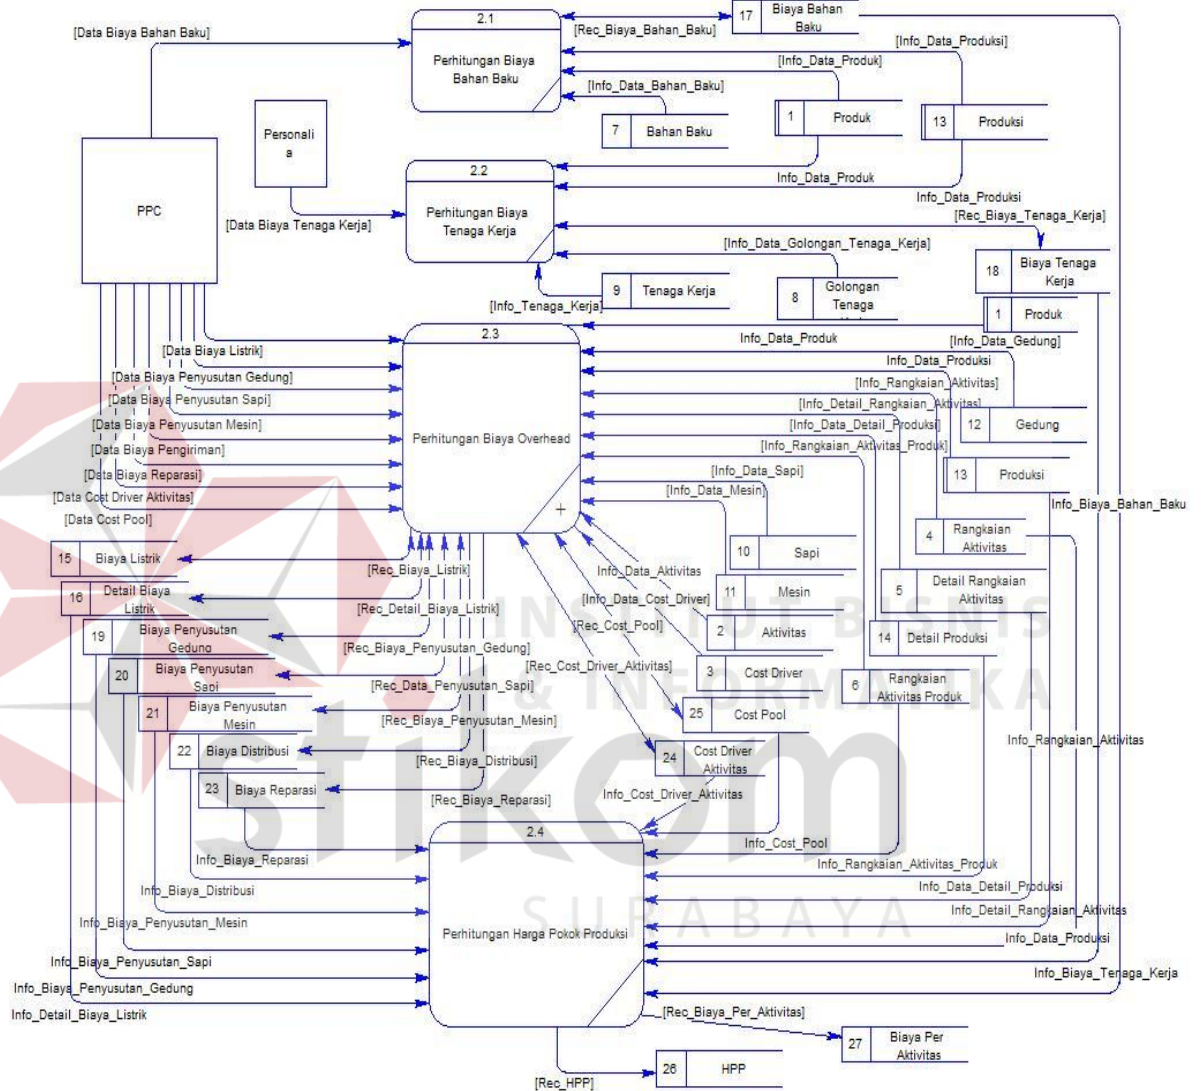 2.1
17
Biaya Bahan
Baku
[Data Biaya Bahan Baku]
[Rec_Biaya_Bahan_Baku]
[Info_Data_Produksi]
Perhitungan Biaya
Bahan Baku
[Info_Data_Produk]
[Info_Data_Bahan_Baku]
Personali
a
7
Bahan Baku
1
Produk
13
Produksi
2.2
Info_Data_Produk
PPC
Perhitungan Biaya
Tenaga Kerja
Info_Data_Produksi
[Data Biaya Tenaga Kerja]
[Rec_Biaya_Tenaga_Kerja]
[Info_Data_Golongan_Tenaga_Kerja]
18
Biaya Tenaga
Kerja
9
Tenaga Kerja
8
Golongan
Tenaga
[Info_Tenaga_Kerja]
1
Produk
2.3
Info_Data_Produk
[Info_Data_Gedung]
[Data Biaya Listrik]
Info_Data_Produksi
[Data Biaya Penyusutan Gedung]
[Info_Rangkaian_Aktivitas]
[Data Biaya Penyusutan Sapi]
[Info_Detail_Rangkaian_Aktivitas]
[Data Biaya Penyusutan Mesin]
[Info_Data_Detail_Produksi]
12
Gedung
Perhitungan Biaya Overhead
[Data Biaya Pengiriman]
[Info_Rangkaian_Aktivitas_Produk]
[Data Biaya Reparasi]
[Info_Data_Sapi]
13
Produksi
[Data Cost Driver Aktivitas]
[Info_Data_Mesin]
[Data Cost Pool]
+
Info_Biaya_Bahan_Baku
4
Rangkaian
Aktivitas
15
Biaya Listrik
10
Sapi
[Rec_Biaya_Listrik]
Info_Data_Aktivitas
16
Detail Biaya
Listrik
11
Mesin
5
Detail Rangkaian
Aktivitas
[Rec_Detail_Biaya_Listrik]
[Info_Data_Cost_Driver]
INSTITUT BISNIS
19
Biaya Penyusutan
Gedung
[Rec_Cost_Pool]
2
Aktivitas
14
Detail Produksi
[Rec_Biaya_Penyusutan_Gedung]
20
Biaya Penyusutan
Sapi
[Rec_Cost_Driver_Aktivitas]
3
Cost Driver
[Rec_Data_Penyusutan_Sapi]
6
Rangkaian
Aktivitas Produk
& INFORMATIKA
21
Biaya Penyusutan
Mesin
25
Cost Pool
[Rec_Biaya_Penyusutan_Mesin]
22
Biaya Distribusi
24
Cost Driver
Aktivitas
Info_Rangkaian_Aktivitas
[Rec_Biaya_Distribusi]
23
Biaya Reparasi
[Rec_Biaya_Reparasi]
Info_Cost_Driver_Aktivitas
stikom
2.4
Info_Cost_Pool
Info_Biaya_Reparasi
Info_Rangkaian_Aktivitas_Produk
Info_Biaya_Distribusi
Info_Data_Detail_Produksi
SURABAYA
Info_Detail_Rangkaian_Aktivitas
Info_Biaya_Penyusutan_Mesin
Perhitungan Harga Pokok Produksi
Info_Data_Produksi
Info_Biaya_Penyusutan_Sapi
Info_Biaya_Tenaga_Kerja
Info_Biaya_Penyusutan_Gedung
Info_Detail_Biaya_Listrik
[Rec_Biaya_Per_Aktivitas]
27
Biaya Per
Aktivitas
26
HPP
[Rec_HPP]